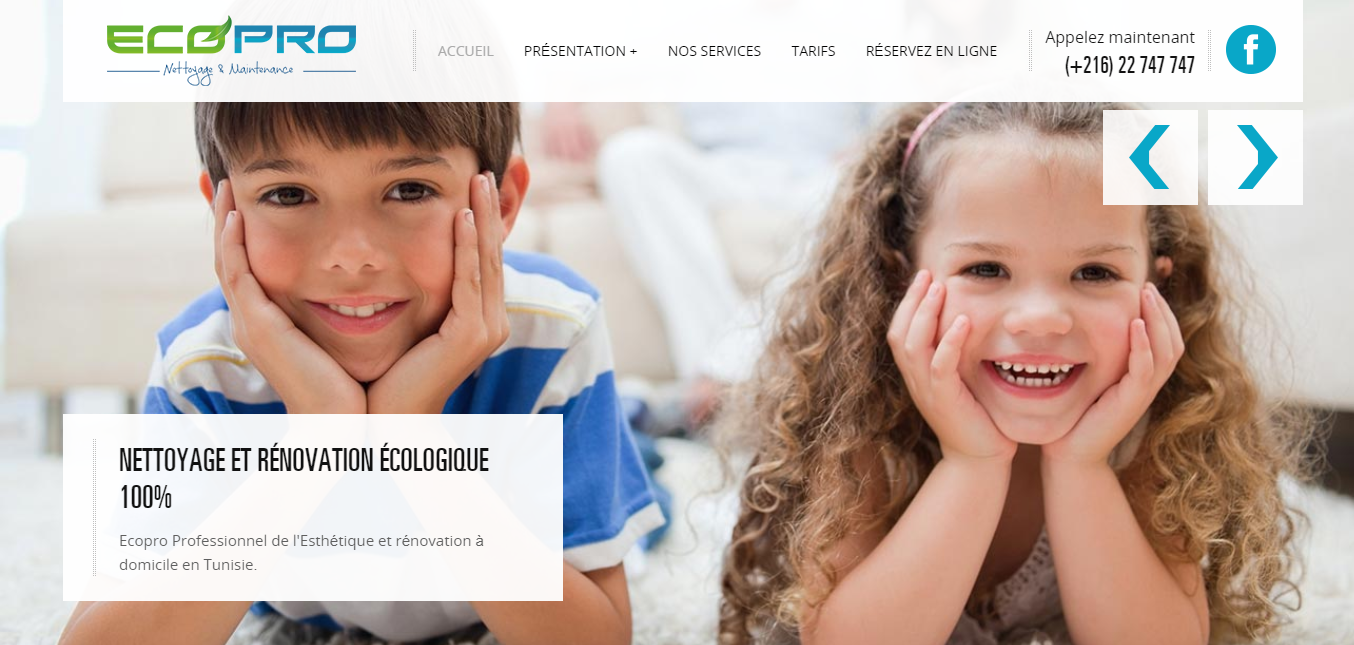 ECOPRO
Nettoyage & Maintenance
ACCUEIL
PRÉSENTATION +
NOS SERVICES
TARIFS
RÉSERVEZ EN LIGNE
Appelez maintenant
(+216) 22 747 747
f
NETTOYAGE ET RÉNOVATION ÉCOLOGIQUE
100%
Ecopro Professionnel de l'Esthétique et rénovation à
domicile en Tunisie.